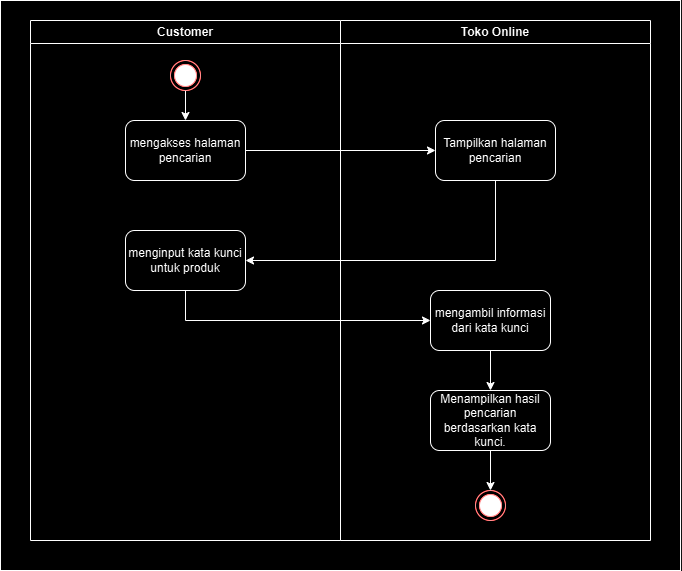 Customer
Toko Online
mengakses halaman
pencarian
Tampilkan halaman
pencarian
menginput kata kunci
untuk produk
mengambil informasi
dari kata kunci
Menampilkan hasil
pencarian
berdasarkan kata
kunci.